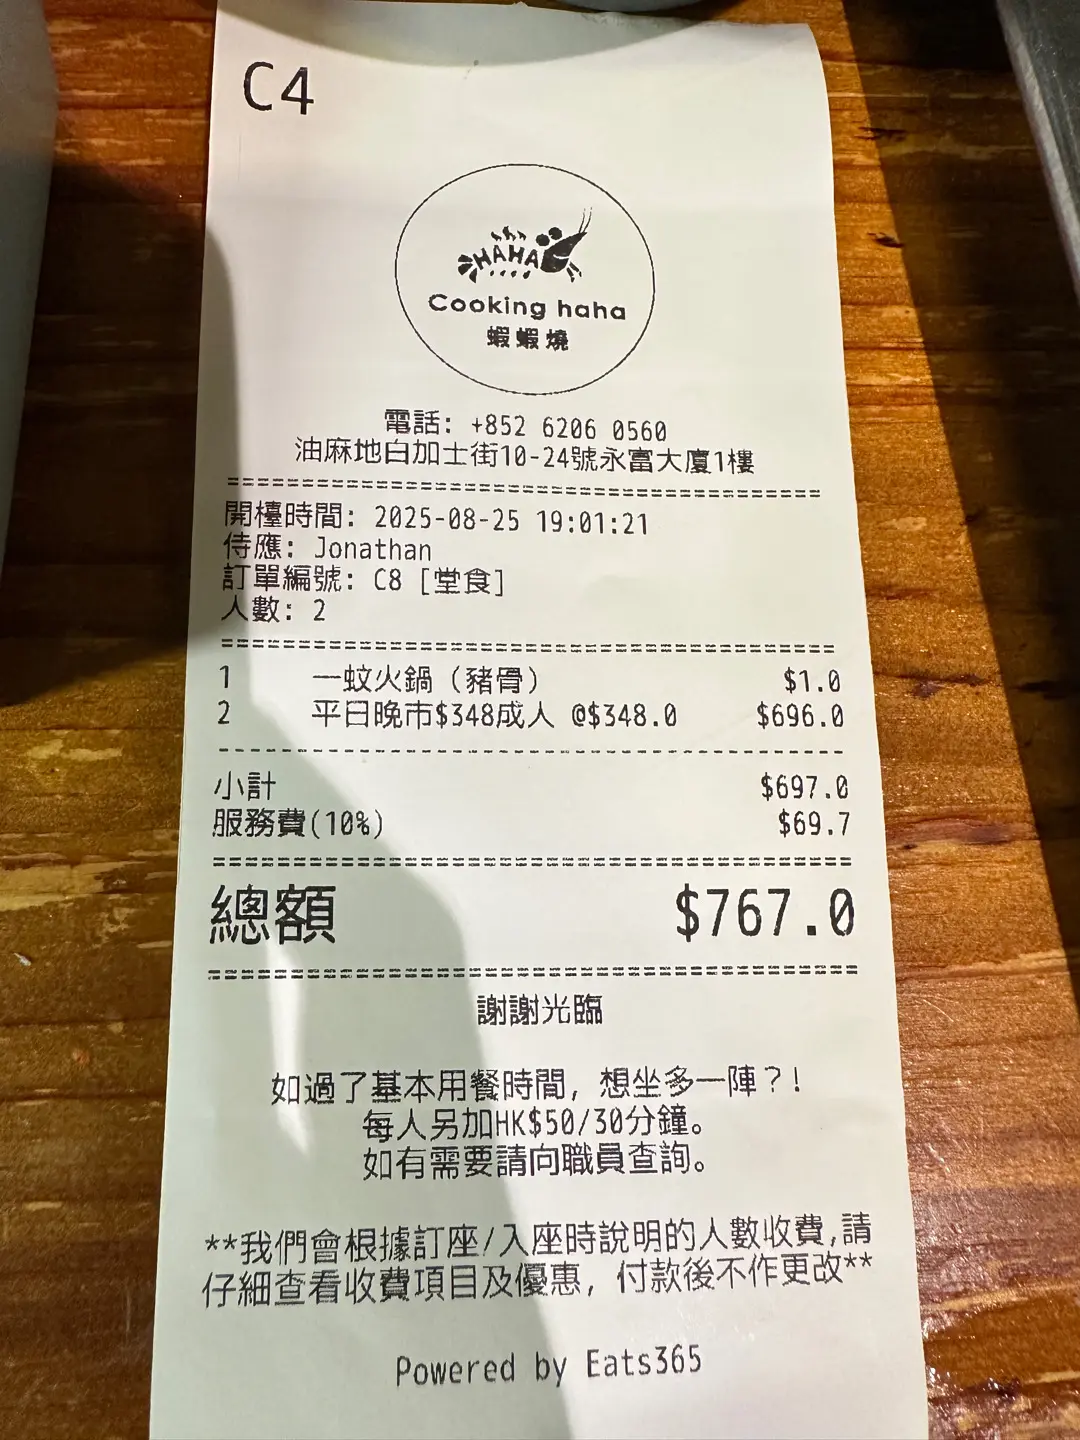 C4
HAHA
Cooking haha
蝦蝦燒
電話: +852 6206 0560
油麻地白加士街10-24號永富大廈1樓
開檯時間: 2025-08-25 19:01:21
侍應: Jonathan
訂單編號: C8 [堂食]
人數: 2
1 一蚊火鍋（豬骨） $1.0
2 平日晚市$348成人 @$348.0 $696.0
小計 $697.0
服務費(10%) $69.7
總額 $767.0
謝謝光臨
如過了基本用餐時間, 想坐多一陣？!
每人另加HK$50/30分鐘。
如有需要請向職員查詢。
**我們會根據訂座/入座時說明的人數收費,請
仔細查看收費項目及優惠, 付款後不作更改**
Powered by Eats365